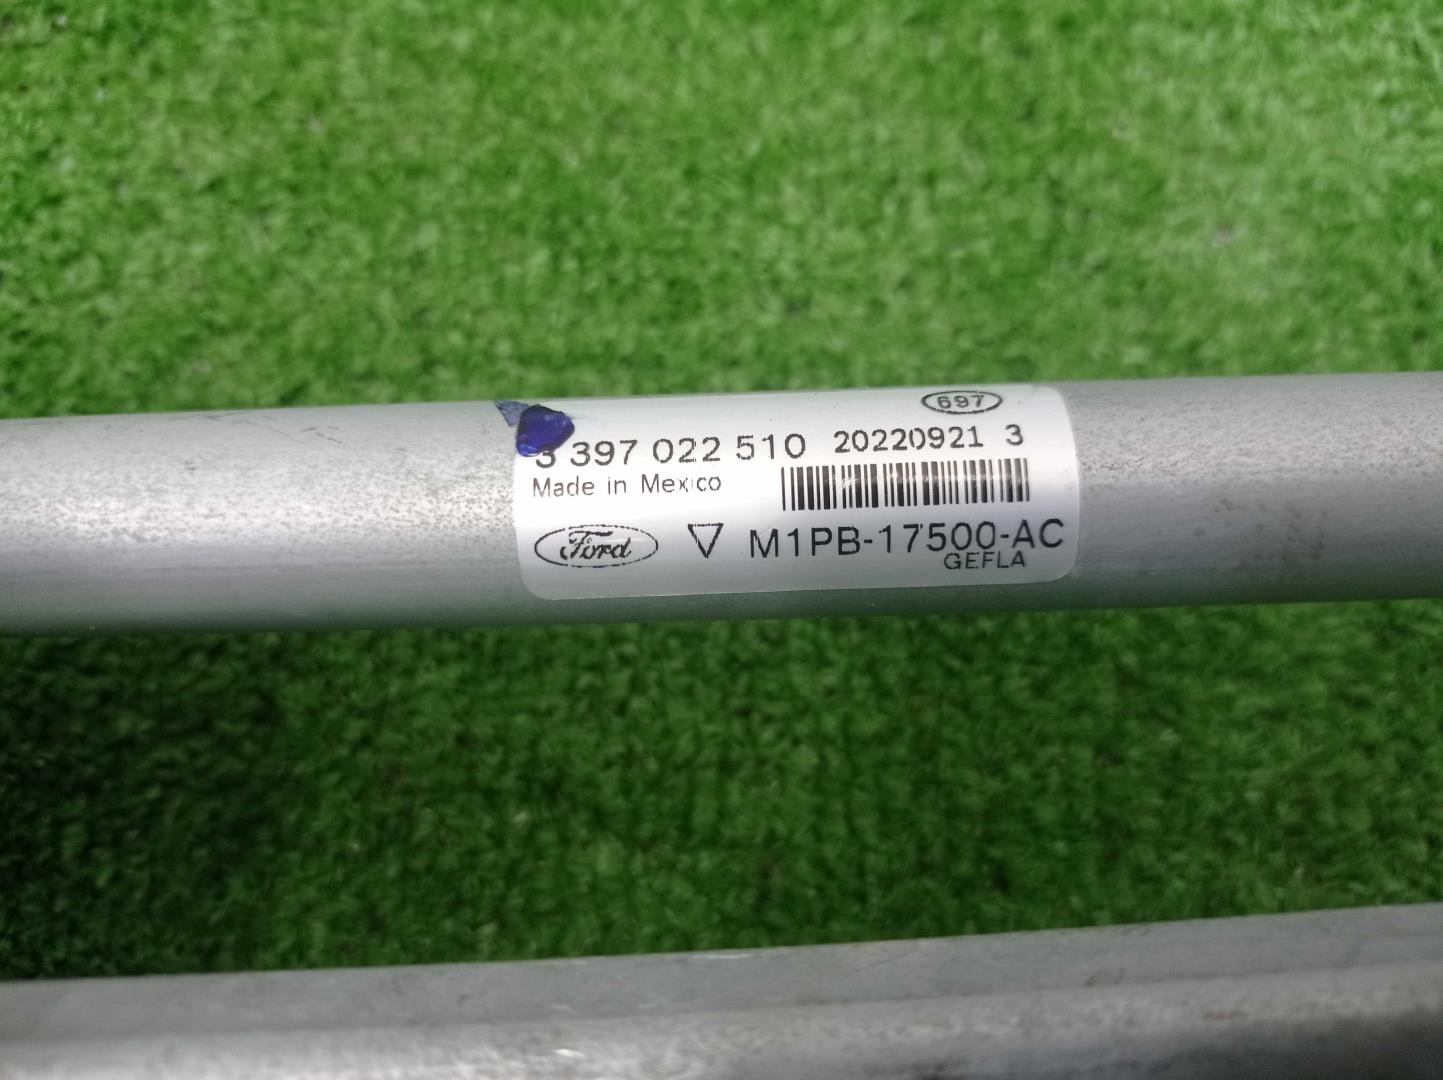 697
3 397 022 510 20220921 3
Made in Mexico
Ford M1PB-17500-AC
GEFLA